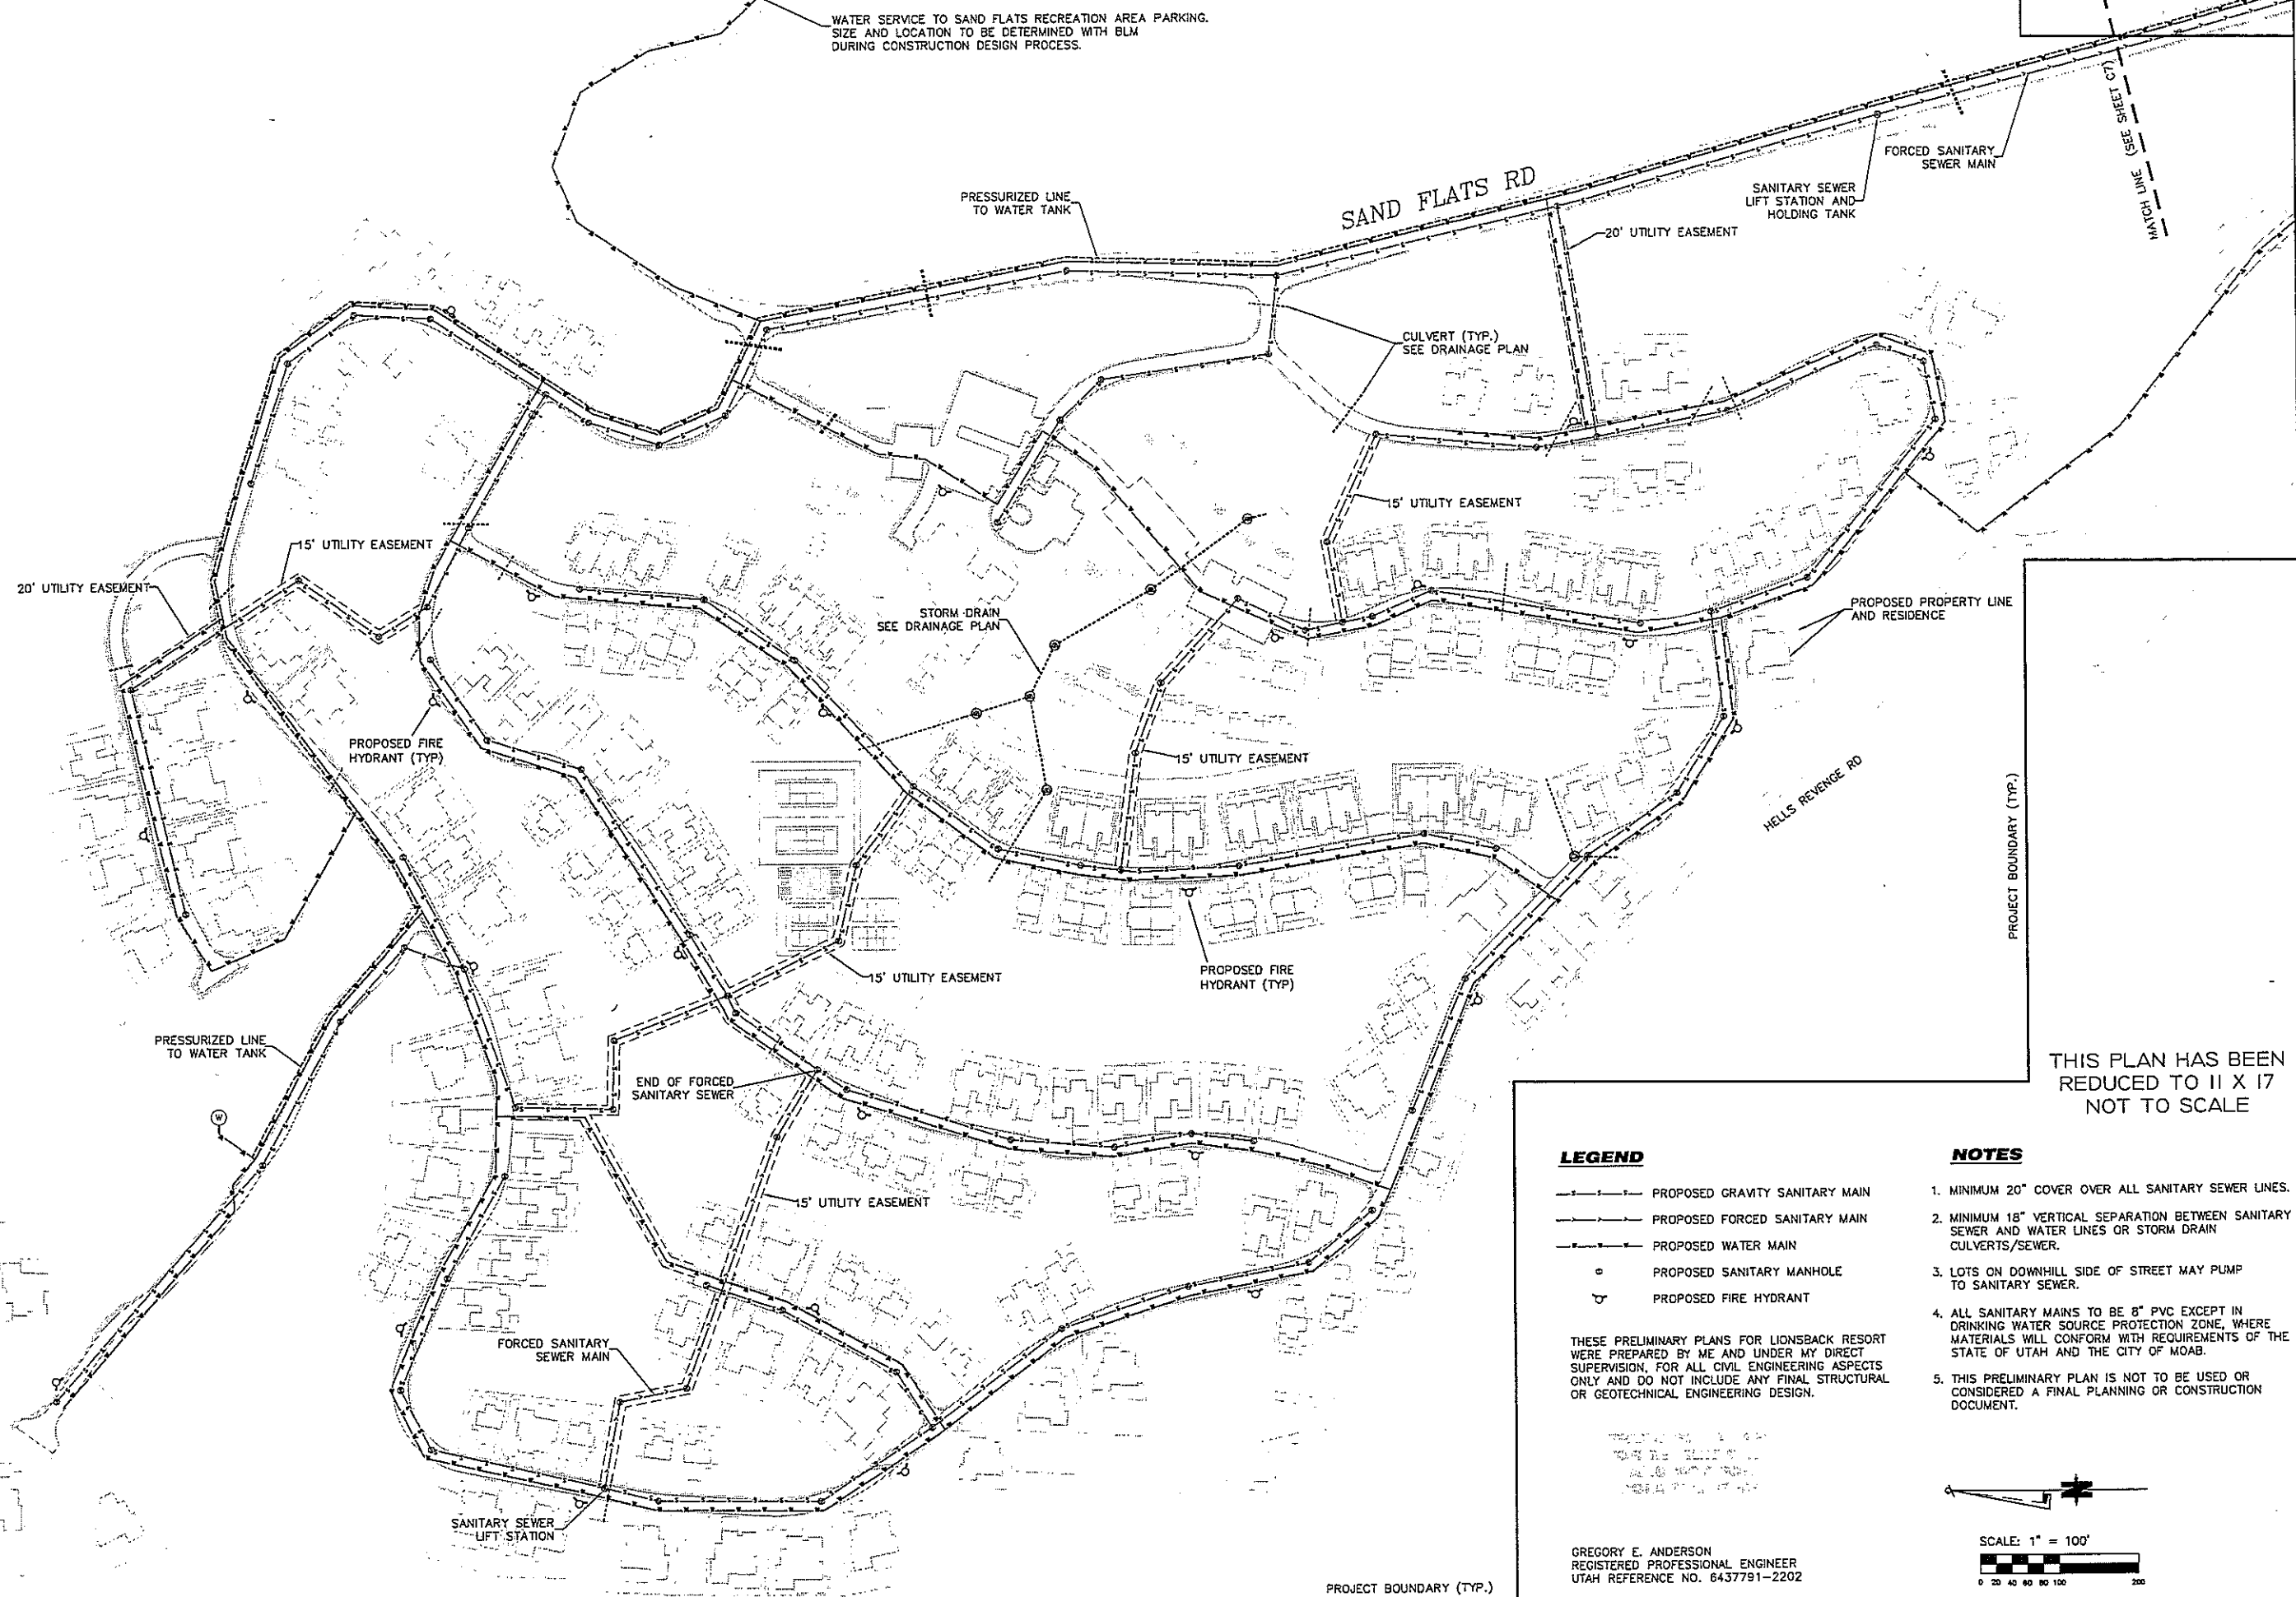 WATER SERVICE TO SAND FLATS RECREATION AREA PARKING.
SIZE AND LOCATION TO BE DETERMINED WITH BLM
DURING CONSTRUCTION DESIGN PROCESS.
MATCH LINE (SEE SHEET C7)
FORCED SANITARY
SEWER MAIN
SANITARY SEWER
LIFT STATION AND
HOLDING TANK
PRESSURIZED LINE
TO WATER TANK
SAND FLATS RD
20' UTILITY EASEMENT
CULVERT (TYP.)
SEE DRAINAGE PLAN
15' UTILITY EASEMENT
15' UTILITY EASEMENT
20' UTILITY EASEMENT
STORM DRAIN
SEE DRAINAGE PLAN
PROPOSED PROPERTY LINE
AND RESIDENCE
PROPOSED FIRE
HYDRANT (TYP)
15' UTILITY EASEMENT
HELLS REVENGE RD
PROJECT BOUNDARY (TYP.)
15' UTILITY EASEMENT
PROPOSED FIRE
HYDRANT (TYP)
PRESSURIZED LINE
TO WATER TANK
W
END OF FORCED
SANITARY SEWER
15' UTILITY EASEMENT
FORCED SANITARY
SEWER MAIN
SANITARY SEWER
LIFT STATION
PROJECT BOUNDARY (TYP.)
THIS PLAN HAS BEEN
REDUCED TO 11 X 17
NOT TO SCALE
LEGEND
PROPOSED GRAVITY SANITARY MAIN
PROPOSED FORCED SANITARY MAIN
PROPOSED WATER MAIN
PROPOSED SANITARY MANHOLE
PROPOSED FIRE HYDRANT
THESE PRELIMINARY PLANS FOR LIONSBACK RESORT
WERE PREPARED BY ME AND UNDER MY DIRECT
SUPERVISION, FOR ALL CIVIL ENGINEERING ASPECTS
ONLY AND DO NOT INCLUDE ANY FINAL STRUCTURAL
OR GEOTECHNICAL ENGINEERING DESIGN.
GREGORY E. ANDERSON
REGISTERED PROFESSIONAL ENGINEER
UTAH REFERENCE NO. 6437791-2202
NOTES
1. MINIMUM 20" COVER OVER ALL SANITARY SEWER LINES.
2. MINIMUM 18" VERTICAL SEPARATION BETWEEN SANITARY
SEWER AND WATER LINES OR STORM DRAIN
CULVERTS/SEWER.
3. LOTS ON DOWNHILL SIDE OF STREET MAY PUMP
TO SANITARY SEWER.
4. ALL SANITARY MAINS TO BE 8" PVC EXCEPT IN
DRINKING WATER SOURCE PROTECTION ZONE, WHERE
MATERIALS WILL CONFORM WITH REQUIREMENTS OF THE
STATE OF UTAH AND THE CITY OF MOAB.
5. THIS PRELIMINARY PLAN IS NOT TO BE USED OR
CONSIDERED A FINAL PLANNING OR CONSTRUCTION
DOCUMENT.
N
SCALE: 1" = 100'
0 20 40 60 80 100 200